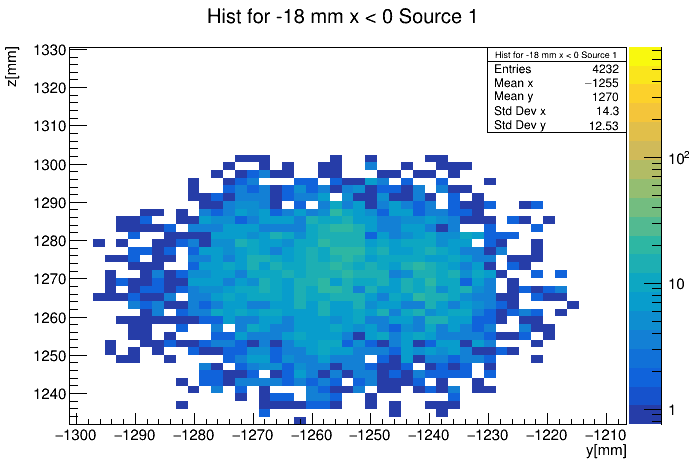 Hist for -18 mm x < 0 Source 1
z[mm]
1330
1320
1310
1300
1290
1280
1270
1260
1250
1240
Hist for -18 mm x < 0 Source 1
Entries 4232
Mean x −1255
Mean y 1270
Std Dev x 14.3
Std Dev y 12.53
10²
10
1
−1300 −1290 −1280 −1270 −1260 −1250 −1240 −1230 −1220 −1210
y[mm]